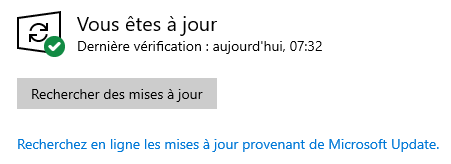 Vous êtes à jour
Dernière vérification : aujourd'hui, 07:32
Rechercher des mises à jour
Recherchez en ligne les mises à jour provenant de Microsoft Update.